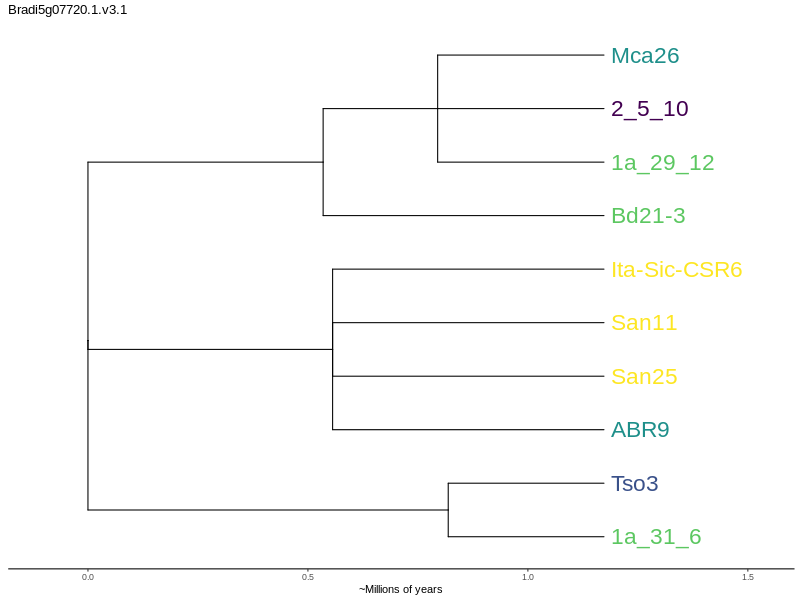 Bradi5g07720.1.v3.1
Mca26
2_5_10
1a_29_12
Bd21-3
Ita-Sic-CSR6
San11
San25
ABR9
Tso3
1a_31_6
0.0 0.5 1.0 1.5
~Millions of years